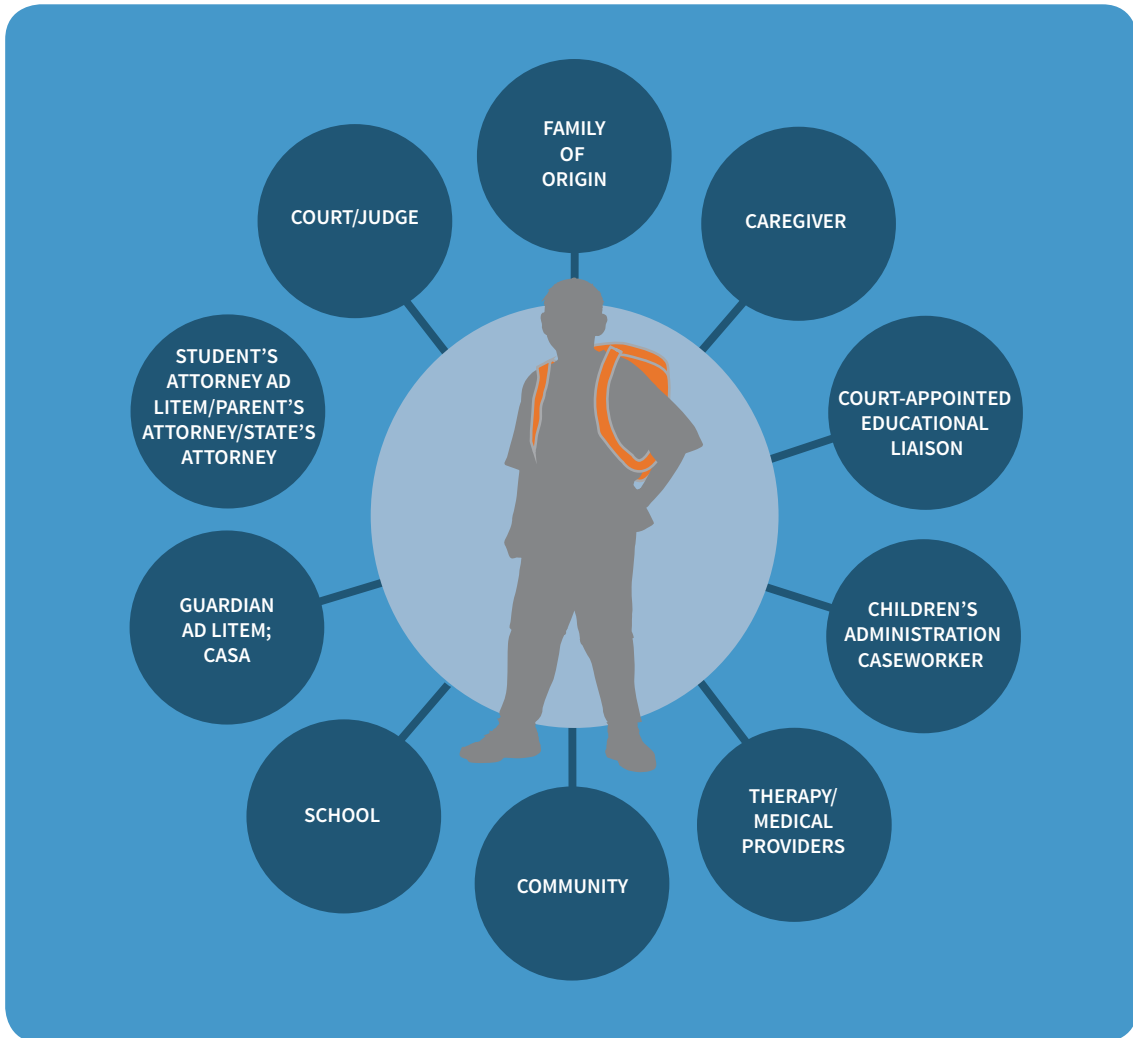 FAMILY
OF
ORIGIN
CAREGIVER
COURT-APPOINTED
EDUCATIONAL
LIAISON
CHILDREN’S
ADMINISTRATION
CASEWORKER
THERAPY/
MEDICAL
PROVIDERS
COMMUNITY
SCHOOL
GUARDIAN
AD LITEM;
CASA
STUDENT’S
ATTORNEY AD
LITEM/PARENT’S
ATTORNEY/STATE’S
ATTORNEY
COURT/JUDGE